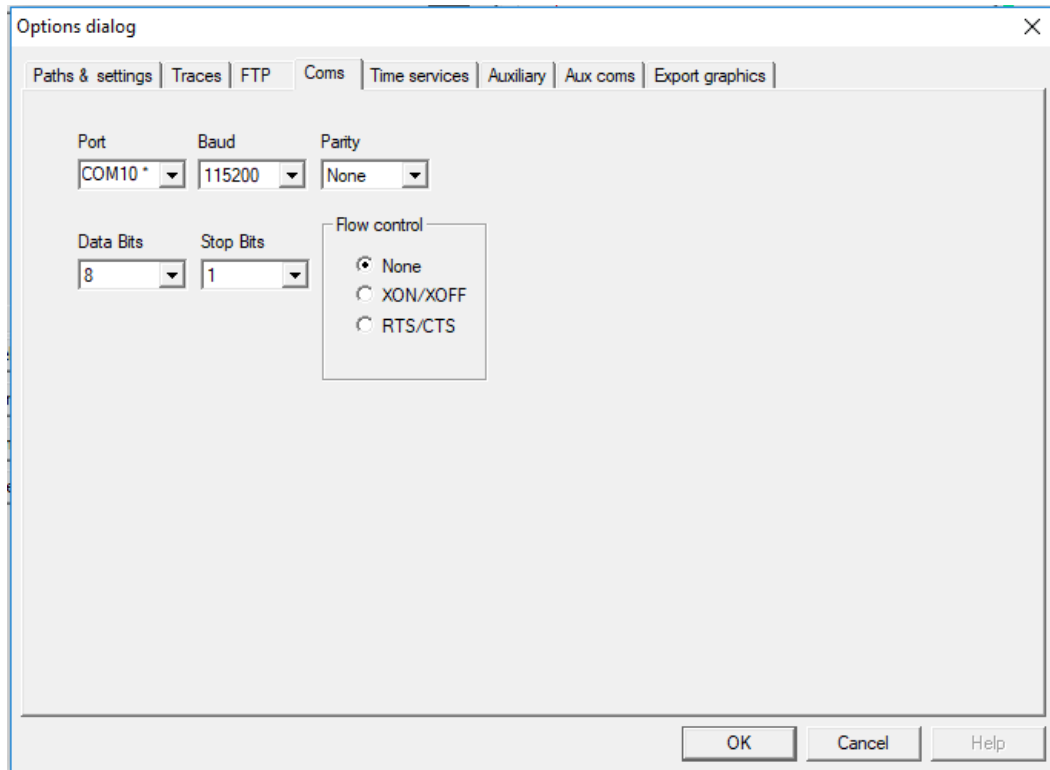 Options dialog
Paths & settings Traces FTP Coms Time services Auxiliary Aux coms Export graphics
Port Baud Parity
COM10 * 115200 None
Flow control
Data Bits Stop Bits
8 1
None
XON/XOFF
RTS/CTS
OK Cancel Help